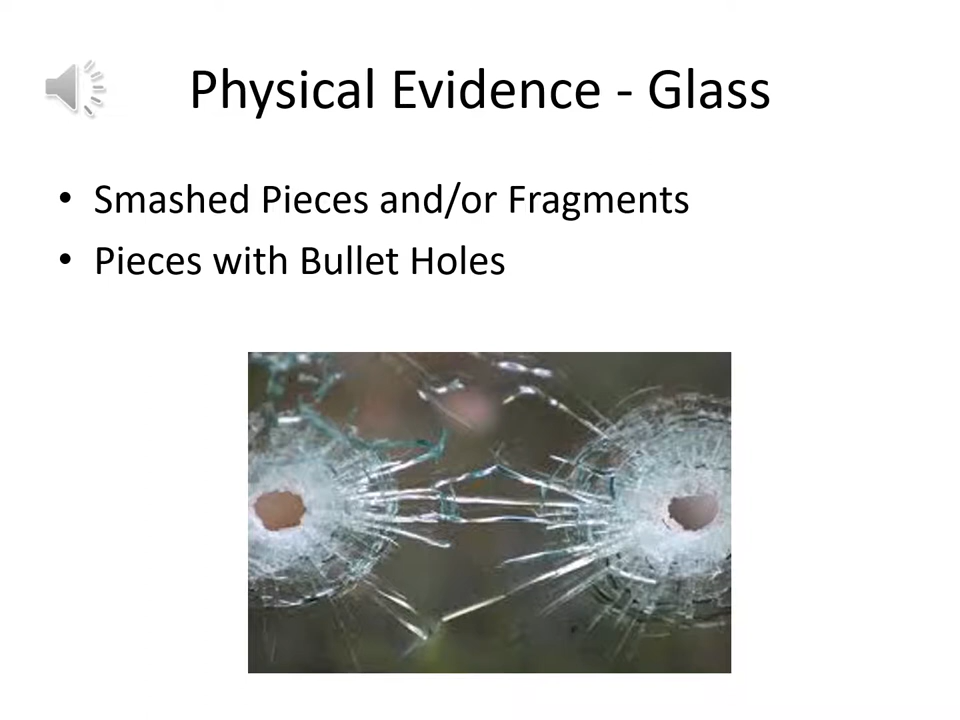 Physical Evidence - Glass
• Smashed Pieces and/or Fragments
• Pieces with Bullet Holes